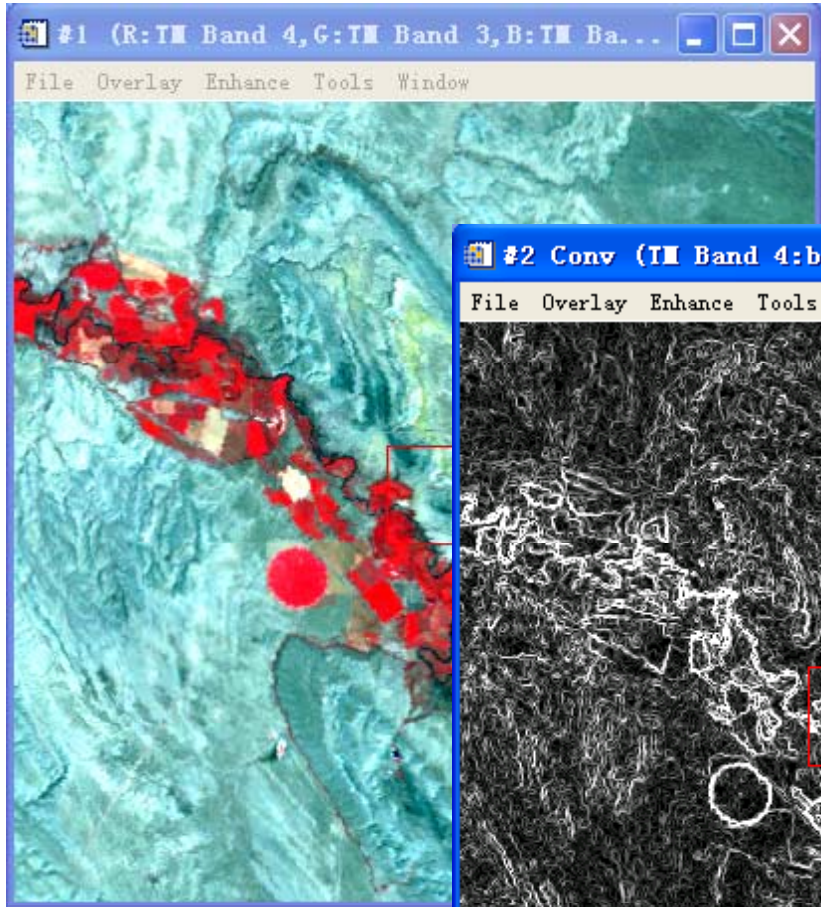 #1 (R:TM Band 4,G:TM Band 3,B:TM Ba...
File Overlay Enhance Tools Window
#2 Conv (TM Band 4:b
File Overlay Enhance Tools